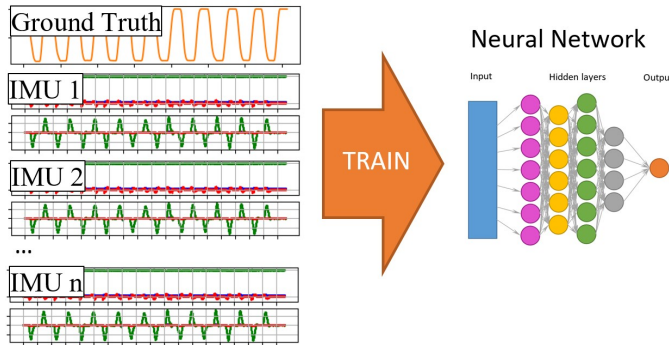 Ground Truth
IMU 1
IMU 2
...
IMU n
TRAIN
Neural Network
Input
Hidden layers
Outpu